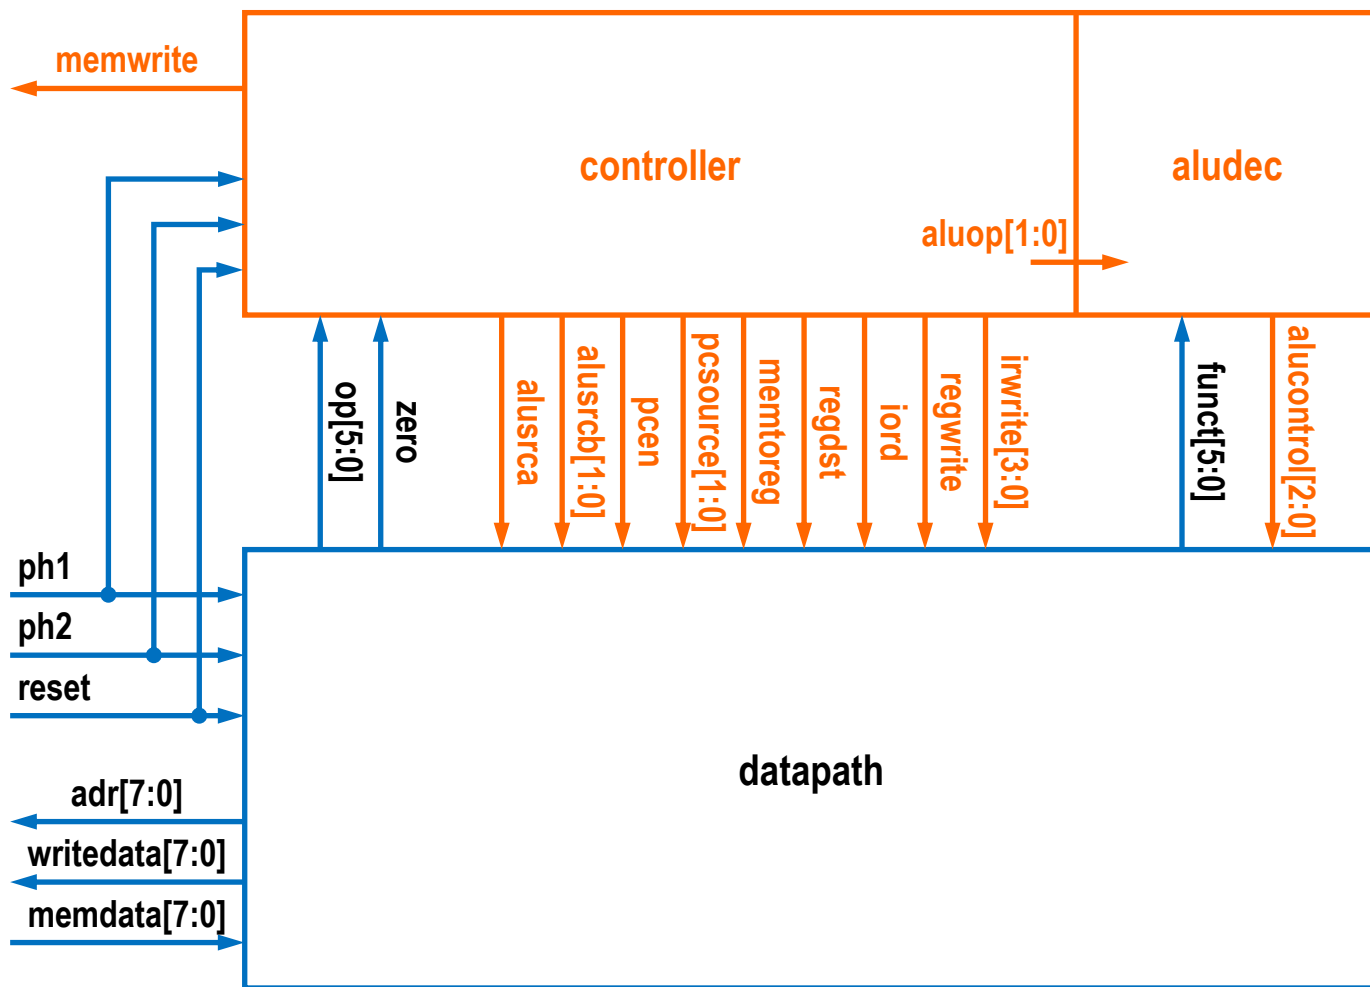 memwrite
controller
aludec
aluop[1:0]
op[5:0]
zero
alusrca
alusrcb[1:0]
pcen
pcsource[1:0]
memtoreg
regdst
iord
regwrite
irwrite[3:0]
funct[5:0]
alucontrol[2:0]
ph1
ph2
reset
datapath
adr[7:0]
writedata[7:0]
memdata[7:0]